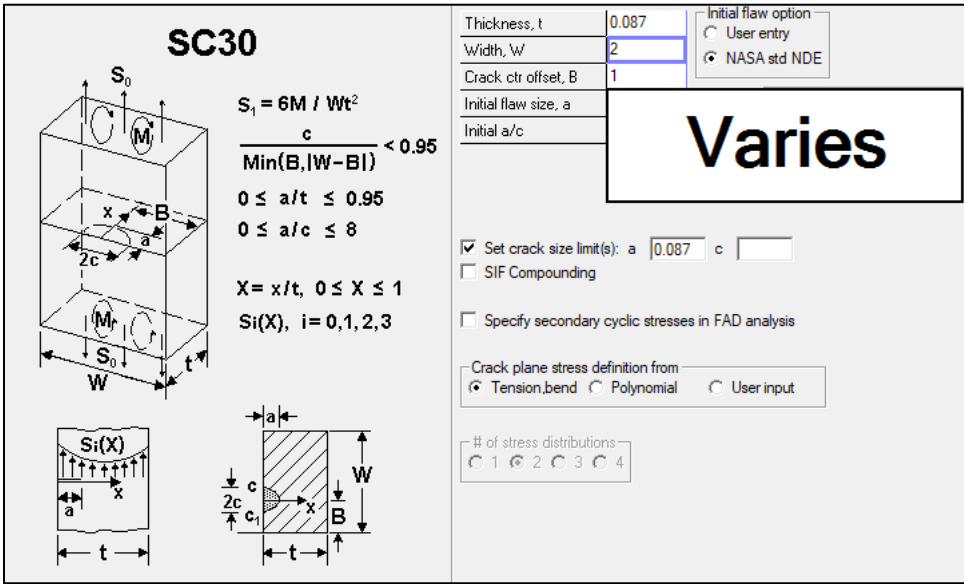 SC30
S₀
M
x
B
a
2c
M
S₀
W
t
S₁ = 6M / Wt²
c
Min(B,|W−B|) < 0.95
0 ≤ a/t ≤ 0.95
0 ≤ a/c ≤ 8
X= x/t, 0 ≤ X ≤ 1
Si(X), i= 0,1,2,3
Si(X)
x
a
t
a
c
2c
c₁
x
B
W
t
Thickness, t 0.087
Width, W 2
Crack ctr offset, B 1
Initial flaw size, a
Initial a/c
Initial flaw option
User entry
NASA std NDE
Varies
Set crack size limit(s): a 0.087 c
SIF Compounding
Specify secondary cyclic stresses in FAD analysis
Crack plane stress definition from
Tension,bend Polynomial User input
# of stress distributions
1 2 3 4